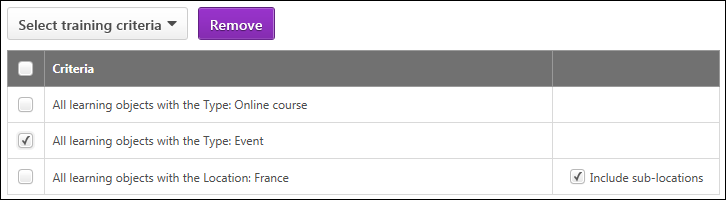 Select training criteria Remove
Criteria
All learning objects with the Type: Online course
All learning objects with the Type: Event
All learning objects with the Location: France Include sub-locations